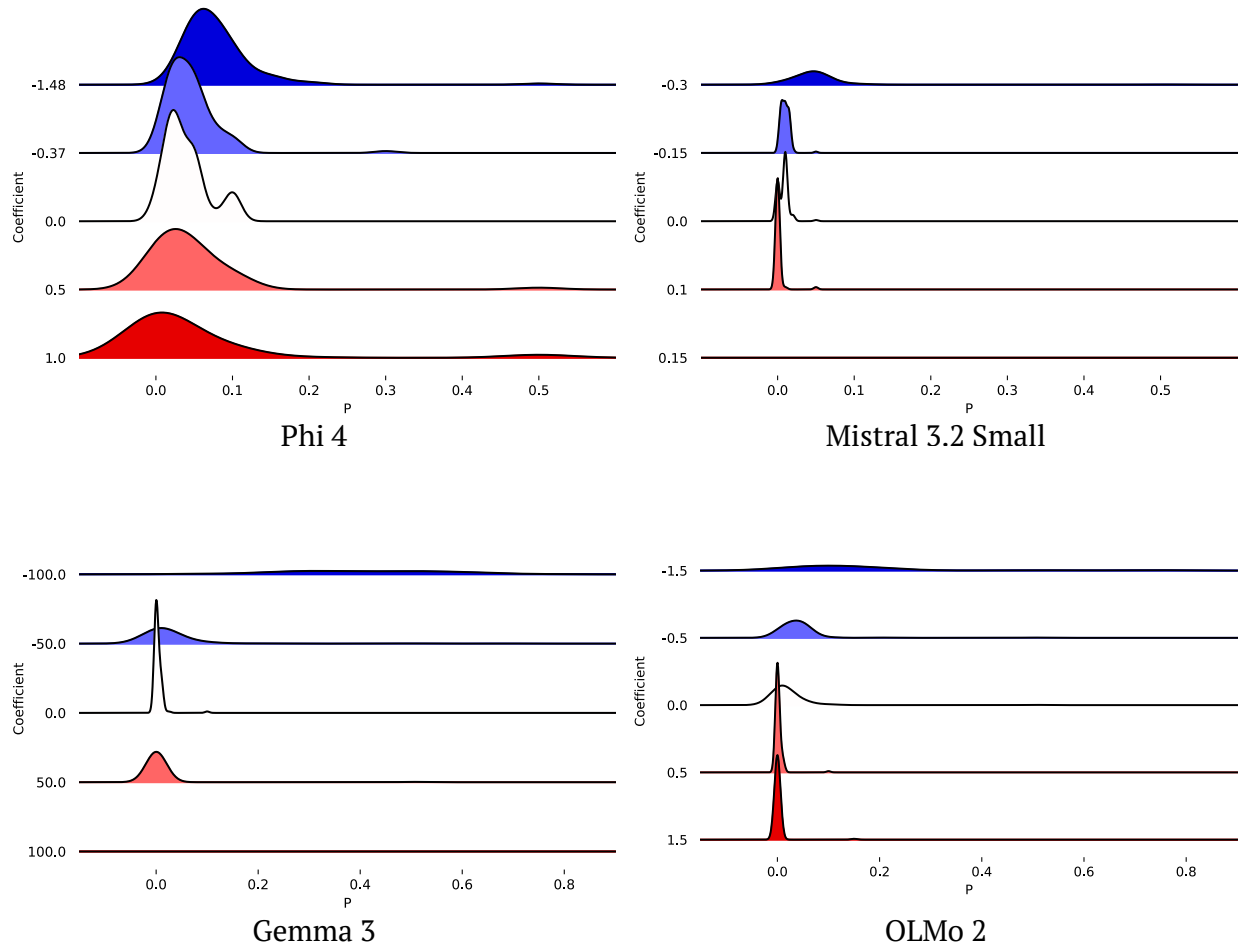 -1.48
-0.37
0.0
0.5
1.0
Coefficient
0.0 0.1 0.2 0.3 0.4 0.5
P
Phi 4
-0.3
-0.15
0.0
0.1
0.15
Coefficient
0.0 0.1 0.2 0.3 0.4 0.5
P
Mistral 3.2 Small
-100.0
-50.0
0.0
50.0
100.0
Coefficient
0.0 0.2 0.4 0.6 0.8
P
Gemma 3
-1.5
-0.5
0.0
0.5
1.5
Coefficient
0.0 0.2 0.4 0.6 0.8
P
OLMo 2